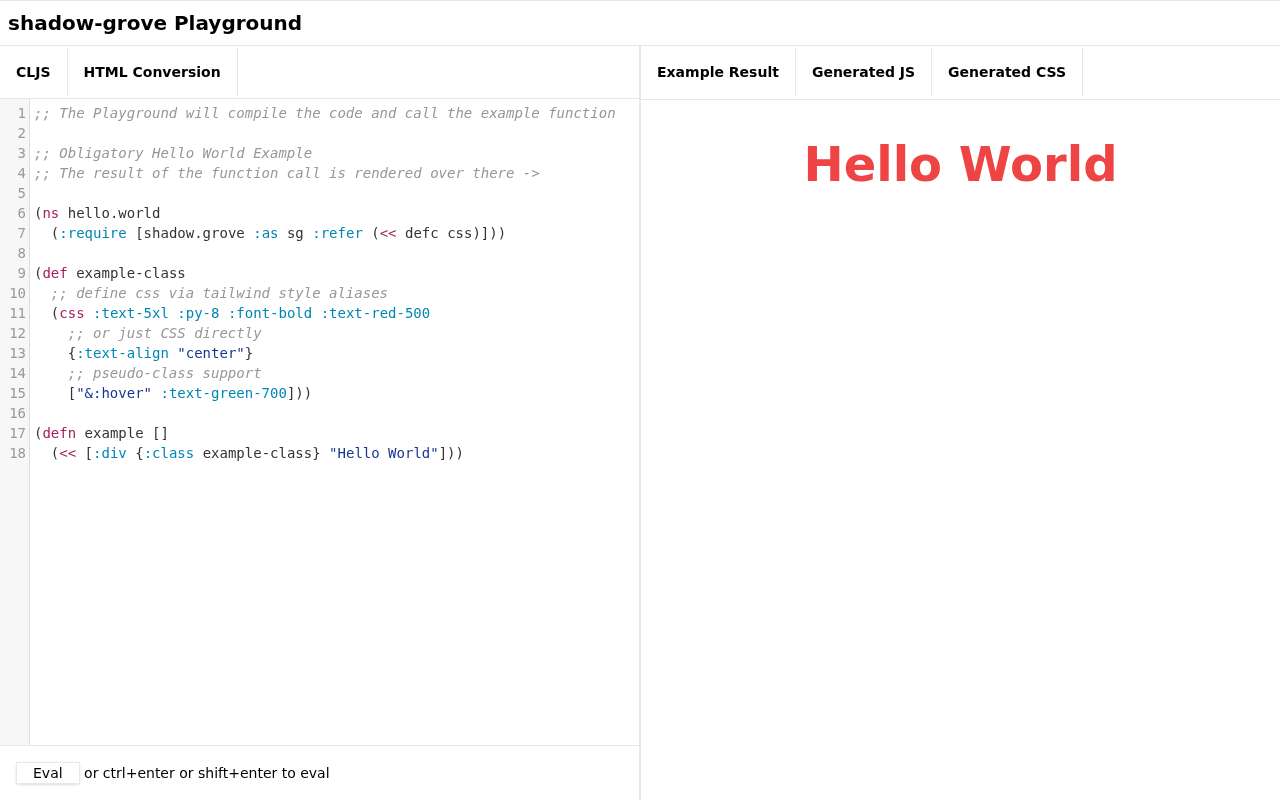 shadow-grove Playground
CLJS
HTML Conversion
1 ;; The Playground will compile the code and call the example function
2
3 ;; Obligatory Hello World Example
4 ;; The result of the function call is rendered over there ->
5
6 (ns hello.world
7   (:require [shadow.grove :as sg :refer (<< defc css)]))
8
9 (def example-class
10   ;; define css via tailwind style aliases
11   (css :text-5xl :py-8 :font-bold :text-red-500
12     ;; or just CSS directly
13     {:text-align "center"}
14     ;; pseudo-class support
15     ["&:hover" :text-green-700]))
16
17 (defn example []
18   (<< [:div {:class example-class} "Hello World"]))
Eval or ctrl+enter or shift+enter to eval
Example Result
Generated JS
Generated CSS
Hello World